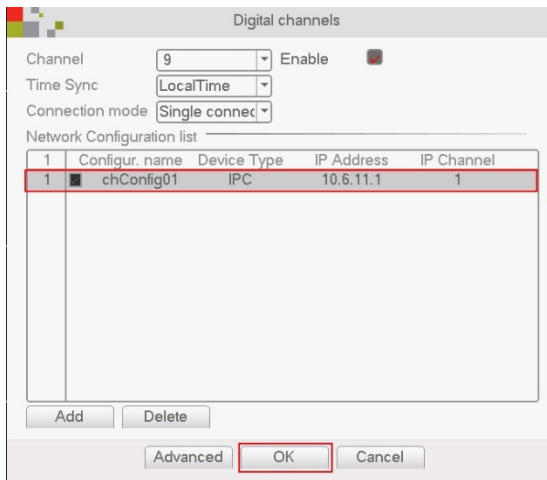 Digital channels
Channel 9 Enable
Time Sync LocalTime
Connection mode Single connec
Network Configuration list
1 Configur. name Device Type IP Address IP Channel
1 chConfig01 IPC 10.6.11.1 1
Add Delete
Advanced OK Cancel